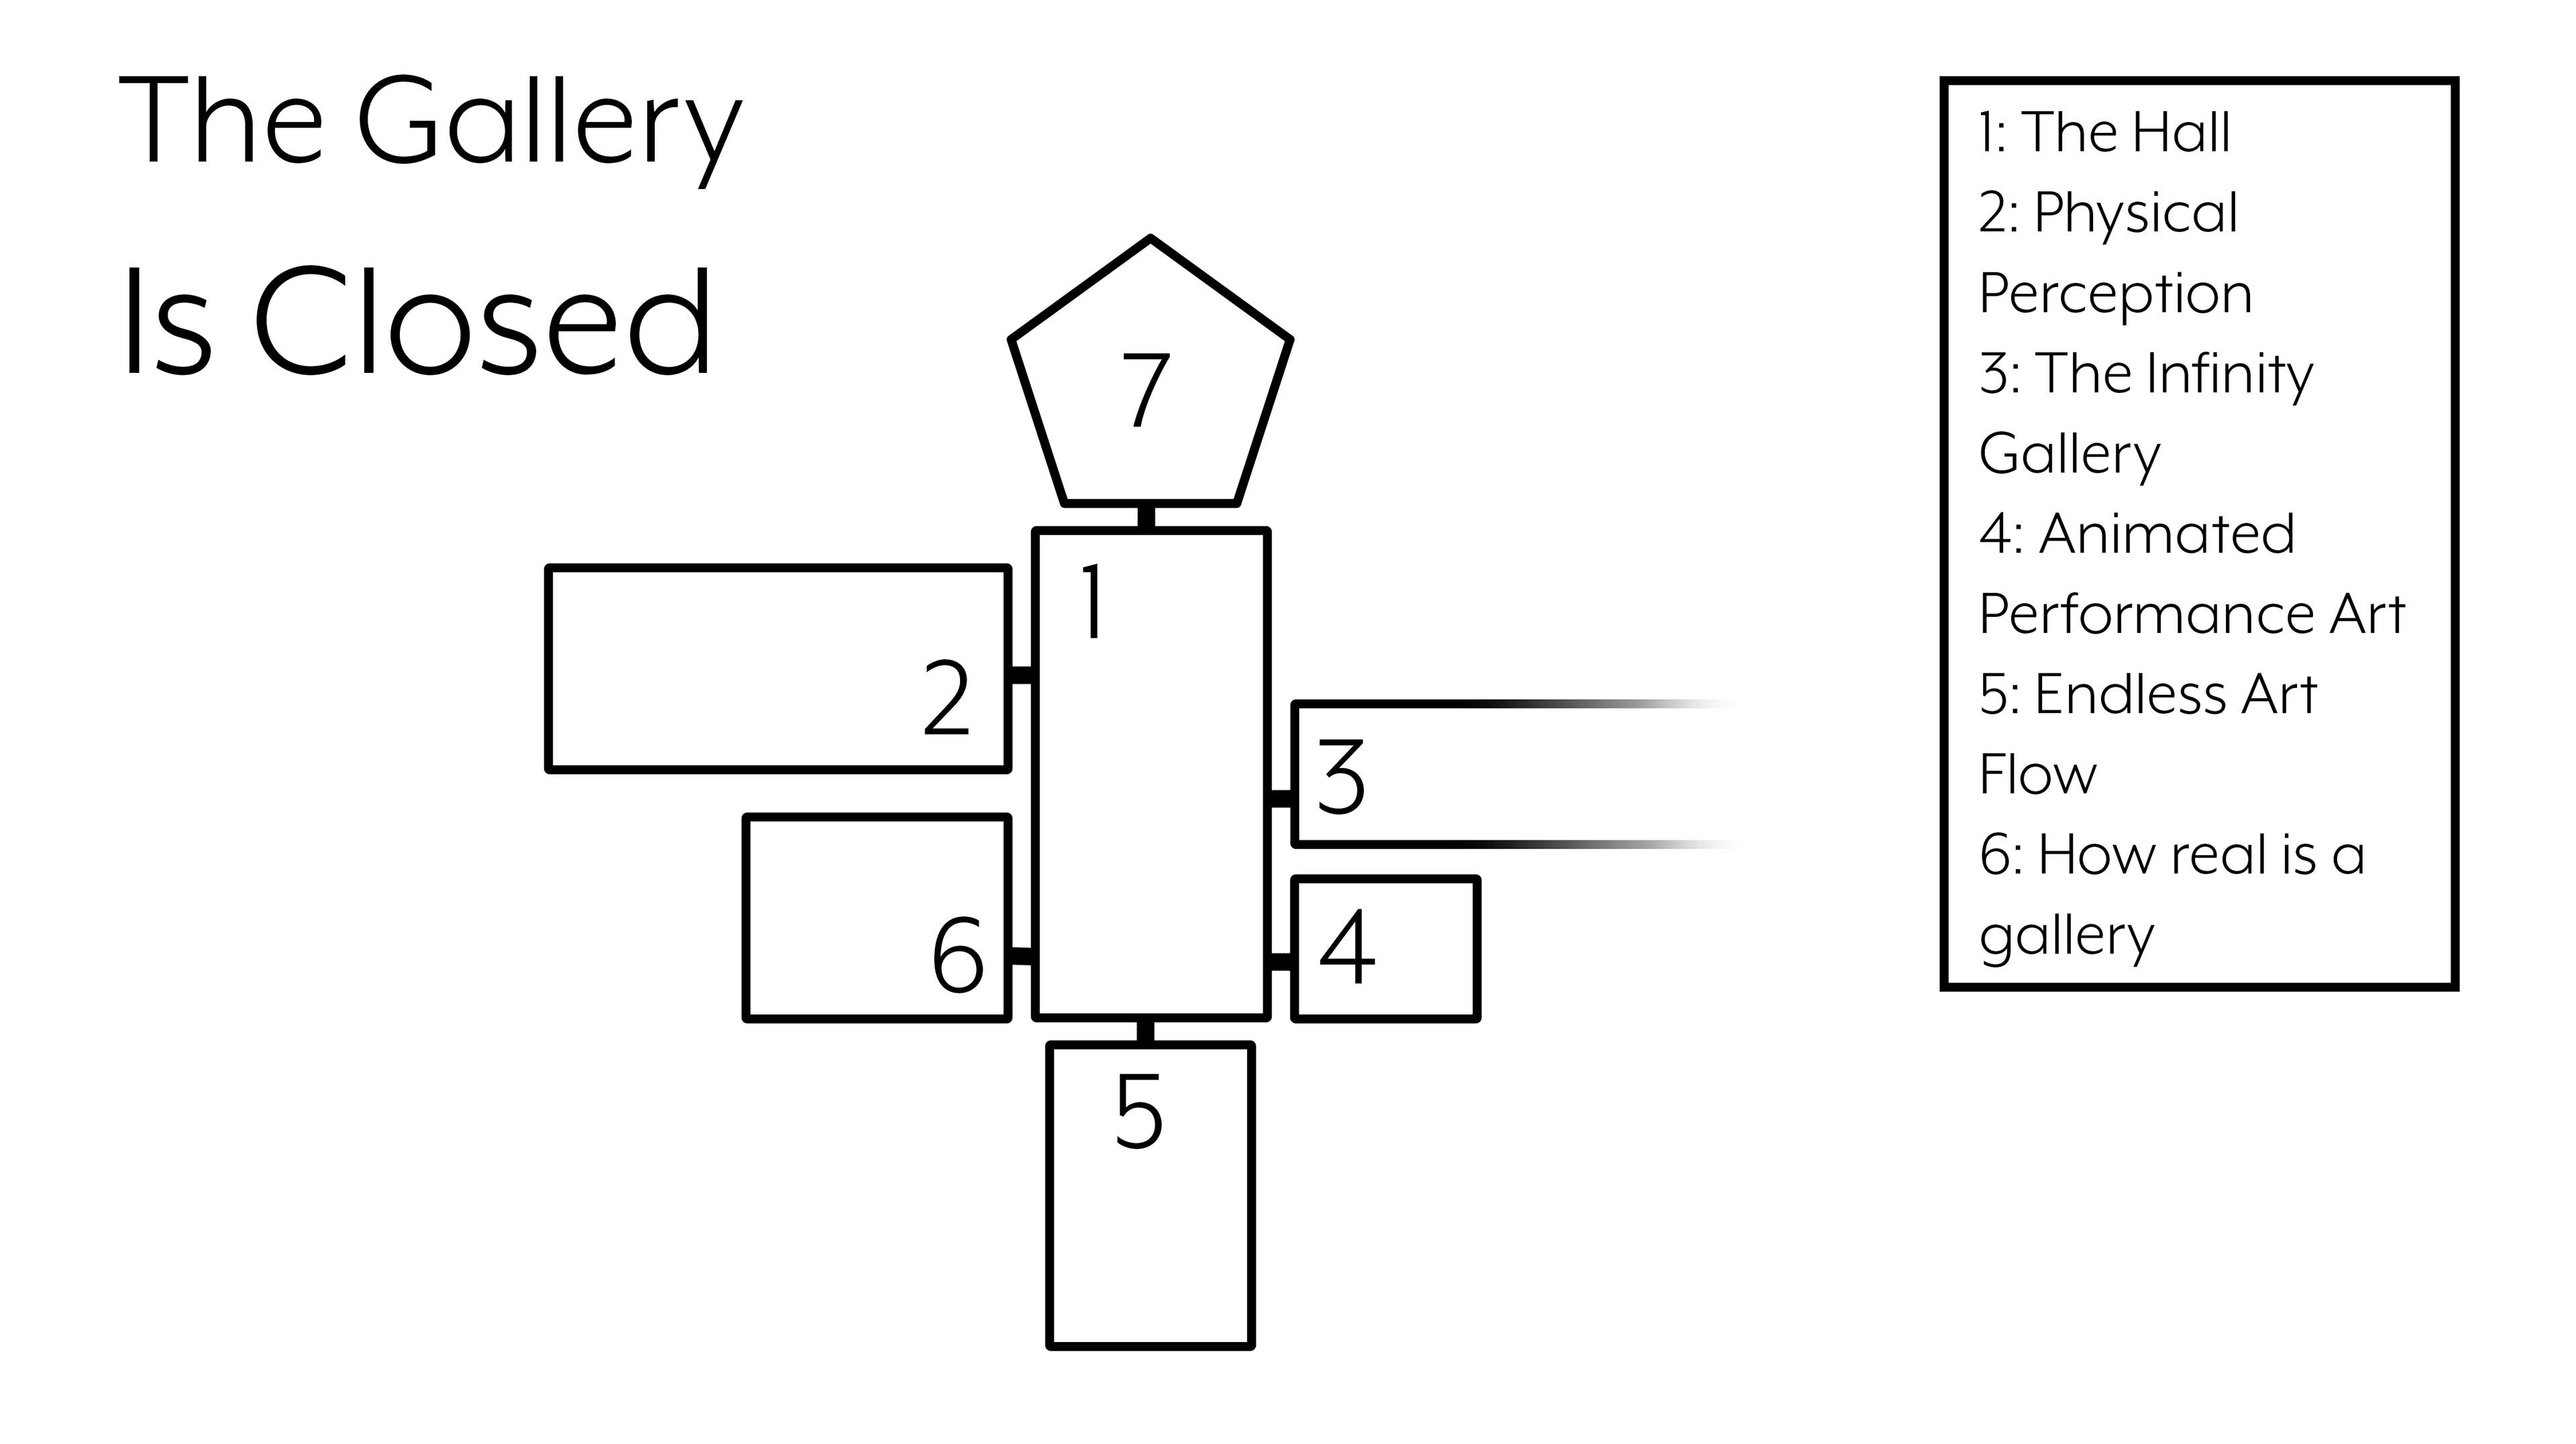 The Gallery
Is Closed
7
1
2
3
6
4
5
1: The Hall
2: Physical
Perception
3: The Infinity
Gallery
4: Animated
Performance Art
5: Endless Art
Flow
6: How real is a
gallery